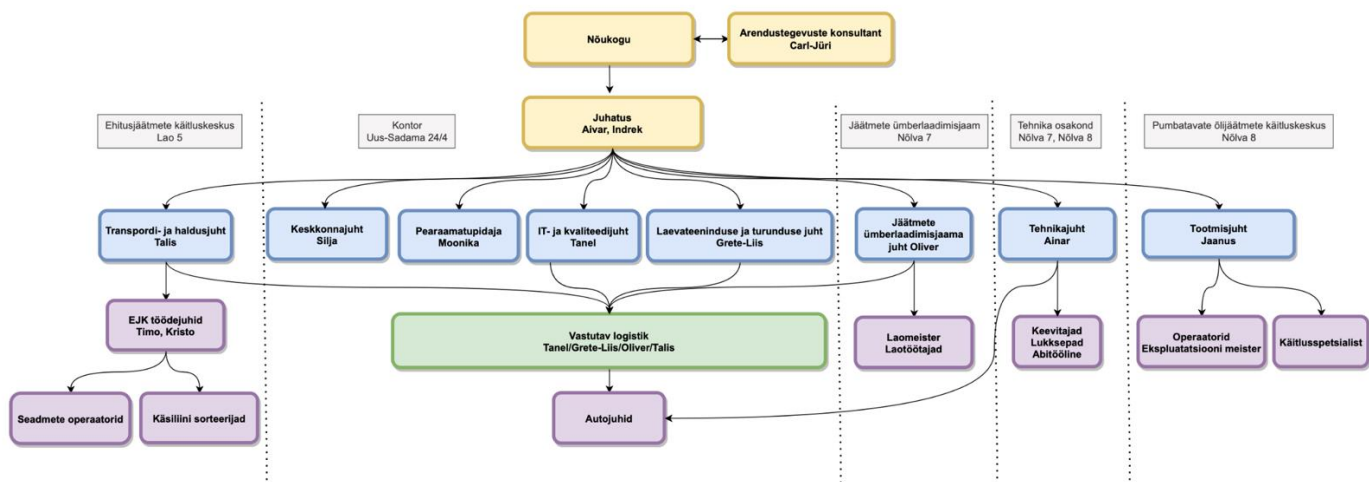 Nõukogu
Arendustegevuste konsultant
Carl-Jüri
Juhatus
Aivar, Indrek
Ehitusjäätmete käitluskeskus
Lao 5
Kontor
Uus-Sadama 24/4
Jäätmete ümberlaadimisjaam
Nõlva 7
Tehnika osakond
Nõlva 7, Nõlva 8
Pumbatavate õlijäätmete käitluskeskus
Nõlva 8
Transpordi- ja haldusjuht
Talis
Keskkonnajuht
Silja
Pearaamatupidaja
Moonika
IT- ja kvaliteedijuht
Tanel
Laevateeninduse ja turunduse juht
Grete-Liis
Jäätmete
ümberlaadimisjaama
juht Oliver
Tehnikajuht
Ainar
Tootmisjuht
Jaanus
EJK töödejuhid
Timo, Kristo
Vastutav logistik
Tanel/Grete-Liis/Oliver/Talis
Laomeister
Laotöötajad
Keevitajad
Lukksepad
Abitööline
Operaatorid
Ekspluatatsiooni meister
Käitlusspetsialist
Seadmete operaatorid
Käsiliini sorteerijad
Autojuhid